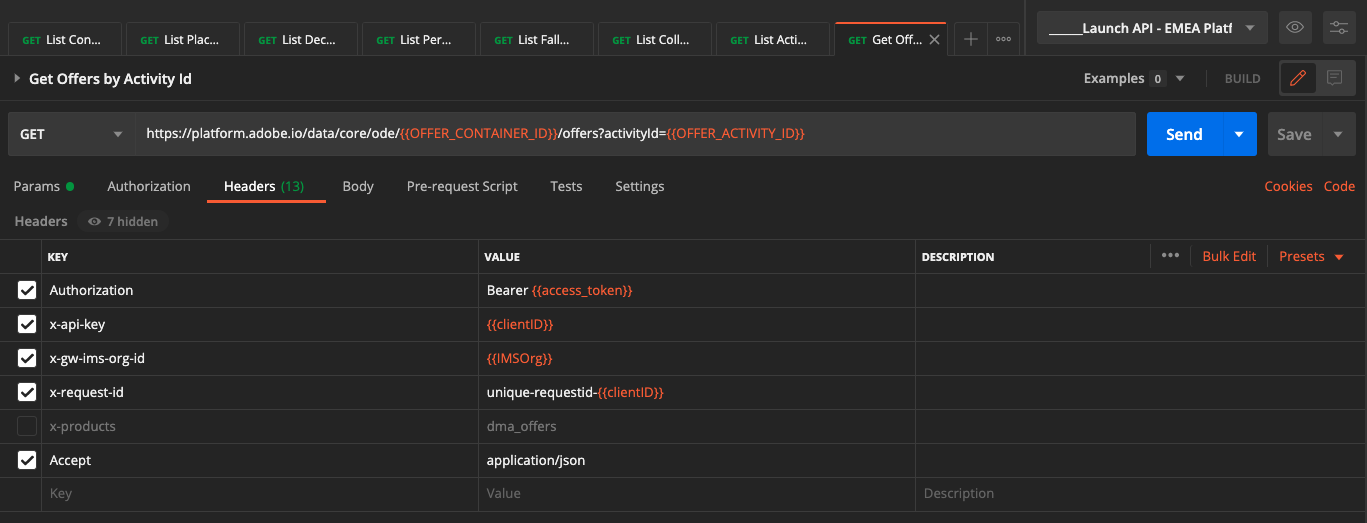 GET List Con... GET List Plac... GET List Dec... GET List Per... GET List Fall... GET List Coll... GET List Acti... GET Get Off... ______Launch API - EMEA Platf
Get Offers by Activity Id Examples 0 BUILD
GET https://platform.adobe.io/data/core/ode/{{OFFER_CONTAINER_ID}}/offers?activityId={{OFFER_ACTIVITY_ID}} Send Save
Params Authorization Headers (13) Body Pre-request Script Tests Settings Cookies Code
Headers 7 hidden
KEY VALUE DESCRIPTION Bulk Edit Presets
Authorization Bearer {{access_token}}
x-api-key {{clientID}}
x-gw-ims-org-id {{IMSOrg}}
x-request-id unique-requestid-{{clientID}}
x-products dma_offers
Accept application/json
Key Value Description